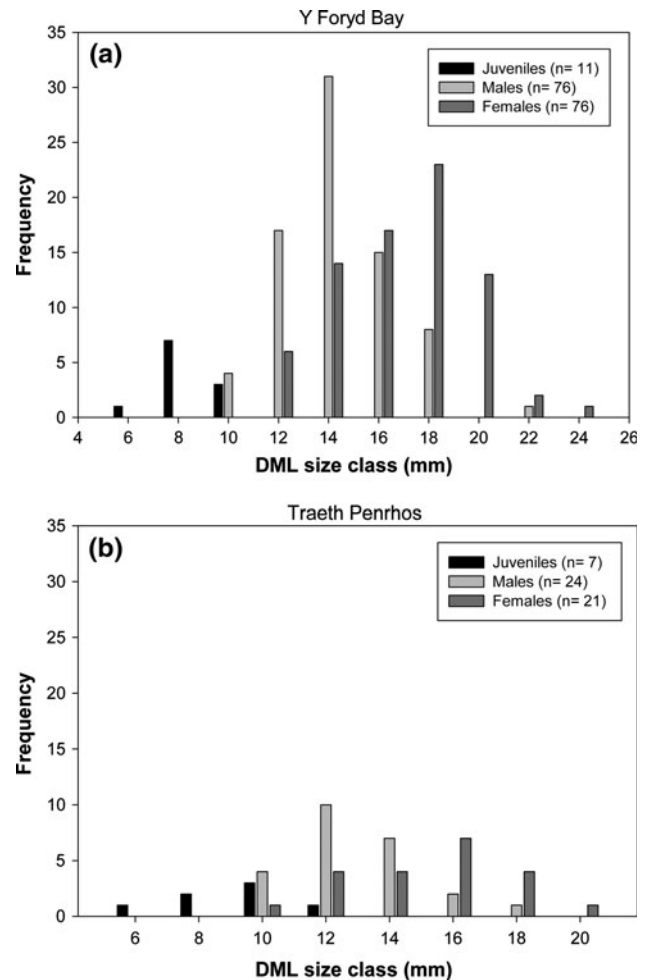 Y Foryd Bay
(a)
Juveniles (n= 11)
Males (n= 76)
Females (n= 76)
Frequency
35
30
25
20
15
10
5
0
4 6 8 10 12 14 16 18 20 22 24 26
DML size class (mm)
Traeth Penrhos
(b)
Juveniles (n= 7)
Males (n= 24)
Females (n= 21)
Frequency
35
30
25
20
15
10
5
0
6 8 10 12 14 16 18 20
DML size class (mm)